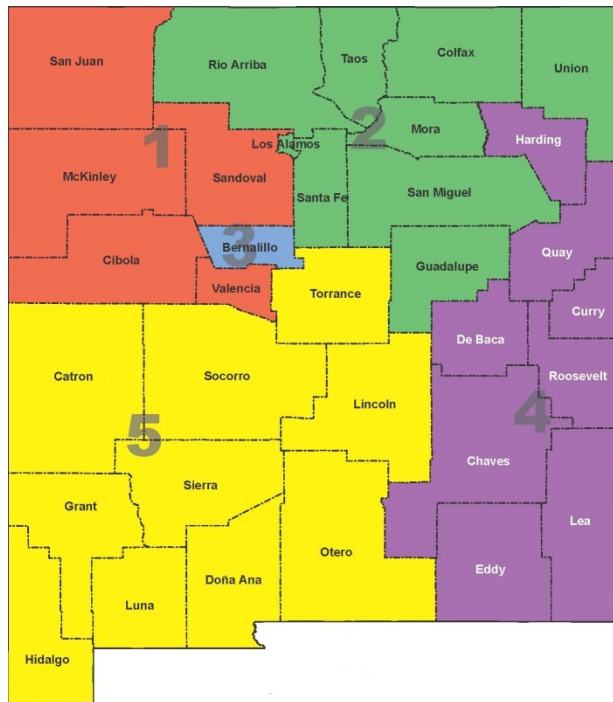 San Juan
Rio Arriba
Taos
Colfax
Union
1
2
Mora
Harding
Los Alamos
McKinley
Sandoval
Santa Fe
San Miguel
3
Bernalillo
Cibola
Quay
Guadalupe
Valencia
Torrance
Curry
De Baca
Catron
Socorro
Roosevelt
Lincoln
4
5
Chaves
Sierra
Grant
Lea
Otero
Doña Ana
Eddy
Luna
Hidalgo